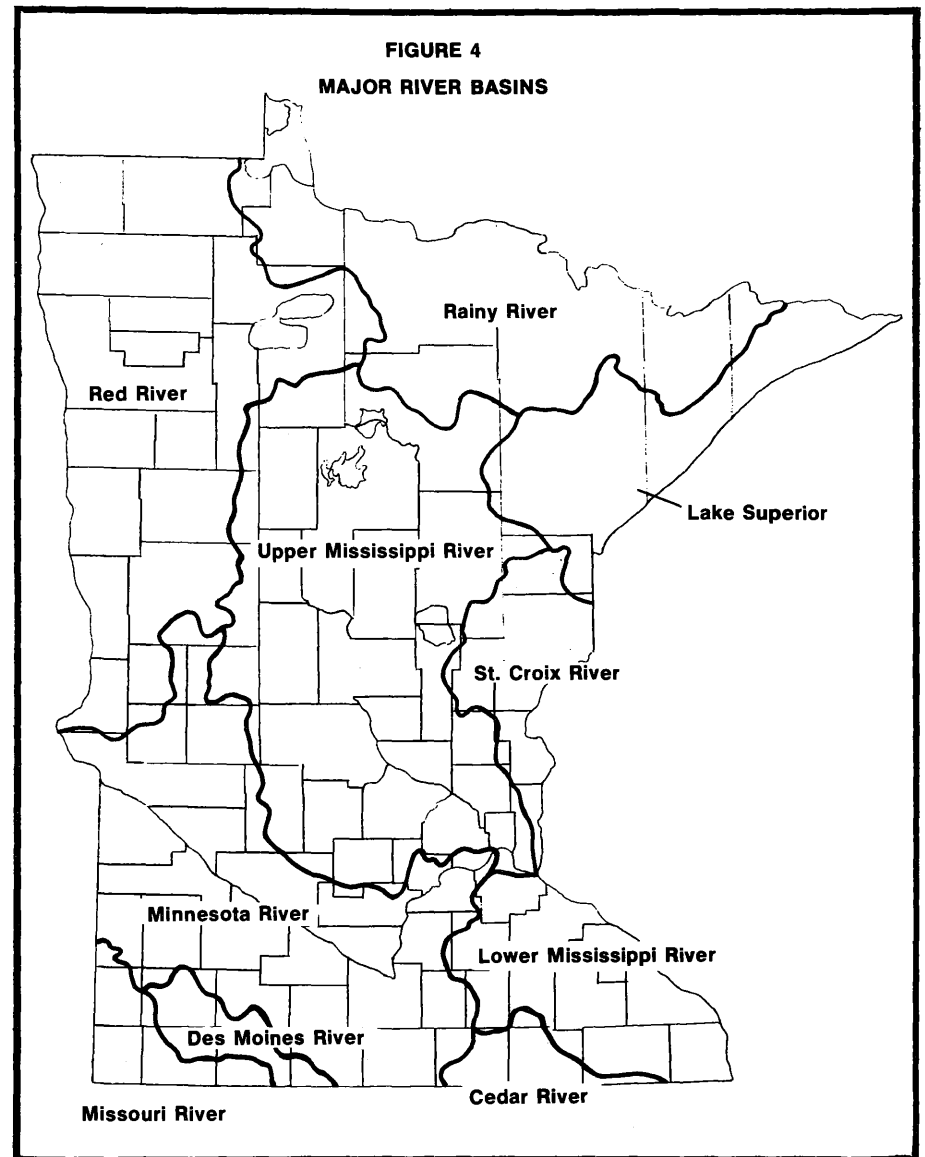 FIGURE 4
MAJOR RIVER BASINS
Rainy River
Red River
Lake Superior
Upper Mississippi River
St. Croix River
Minnesota River
Lower Mississippi River
Des Moines River
Cedar River
Missouri River